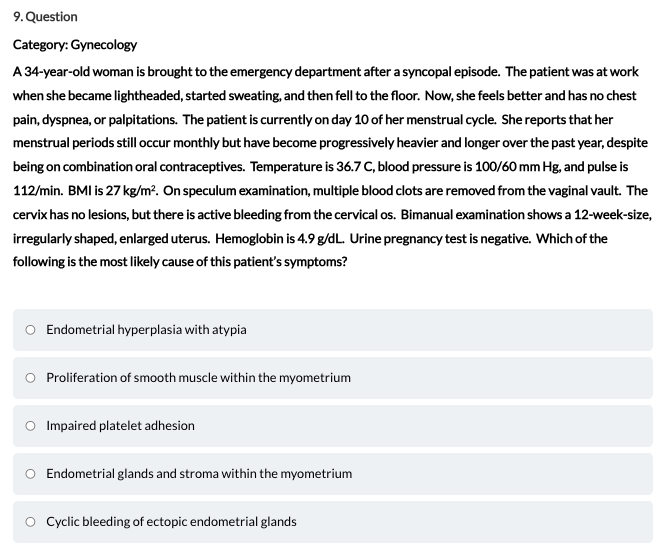 9. Question
Category: Gynecology
A 34-year-old woman is brought to the emergency department after a syncopal episode. The patient was at work
when she became lightheaded, started sweating, and then fell to the floor. Now, she feels better and has no chest
pain, dyspnea, or palpitations. The patient is currently on day 10 of her menstrual cycle. She reports that her
menstrual periods still occur monthly but have become progressively heavier and longer over the past year, despite
being on combination oral contraceptives. Temperature is 36.7 C, blood pressure is 100/60 mm Hg, and pulse is
112/min. BMI is 27 kg/m². On speculum examination, multiple blood clots are removed from the vaginal vault. The
cervix has no lesions, but there is active bleeding from the cervical os. Bimanual examination shows a 12-week-size,
irregularly shaped, enlarged uterus. Hemoglobin is 4.9 g/dL. Urine pregnancy test is negative. Which of the
following is the most likely cause of this patient's symptoms?
Endometrial hyperplasia with atypia
Proliferation of smooth muscle within the myometrium
Impaired platelet adhesion
Endometrial glands and stroma within the myometrium
Cyclic bleeding of ectopic endometrial glands